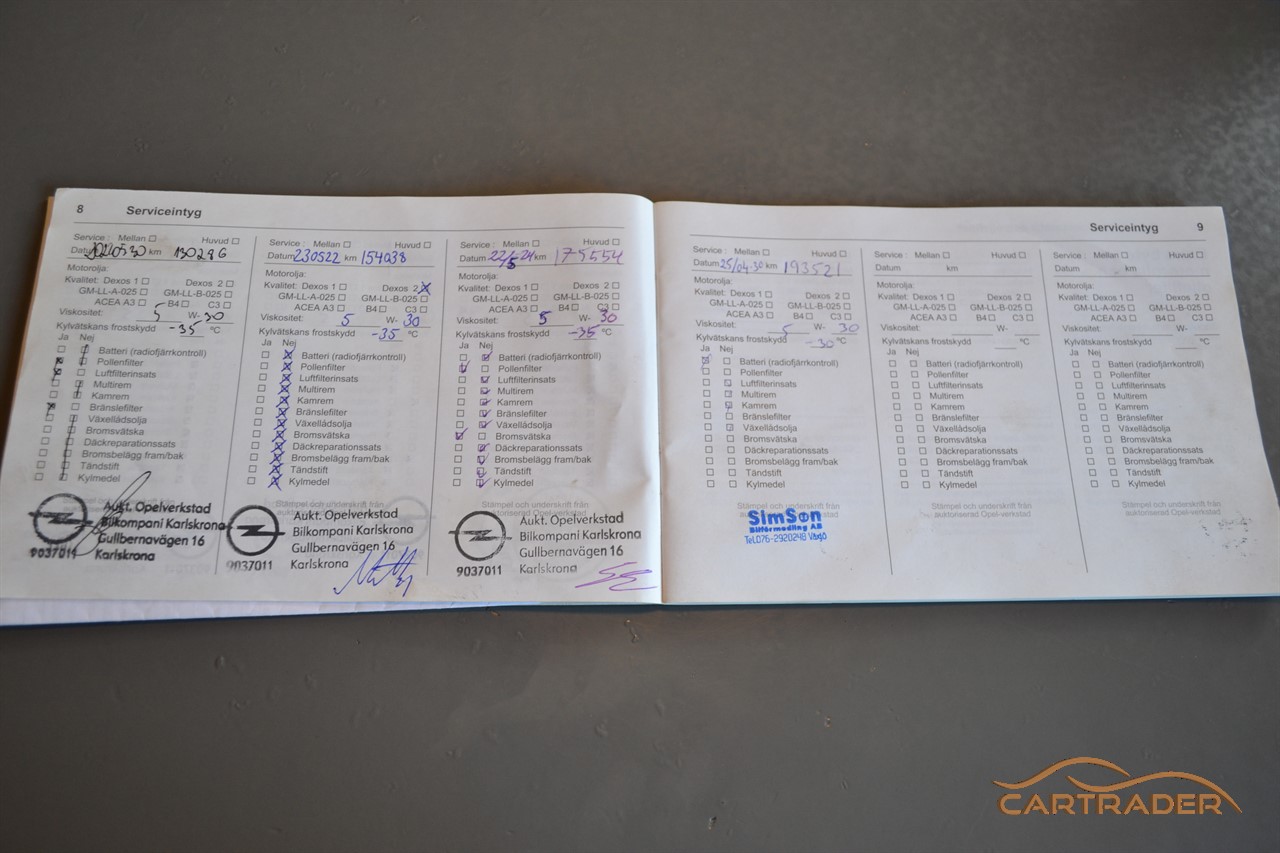 8 Serviceintyg
Service : Mellan Huvud
Datum 220530 km 130296
Motorolja:
Kvalitet: Dexos 1 Dexos 2
GM-LL-A-025 GM-LL-B-025
ACEA A3 B4 C3
Viskositet: 5 W- 30
Kylvätskans frostskydd -35 °C
Ja Nej
Batteri (radiofjärrkontroll)
Pollenfilter
Luftfilterinsats
Multirem
Kamrem
Bränslefilter
Växellådsolja
Bromsvätska
Däckreparationssats
Bromsbelägg fram/bak
Tändstift
Kylmedel
Stämpel och underskrift från
Aukt. Opelverkstad
Bilkompani Karlskrona
Gullbernavägen 16
9037011 Karlskrona
Service : Mellan Huvud
Datum 230522 km 154038
Motorolja:
Kvalitet: Dexos 1 Dexos 2
GM-LL-A-025 GM-LL-B-025
ACEA A3 B4 C3
Viskositet: 5 W- 30
Kylvätskans frostskydd -35 °C
Ja Nej
Batteri (radiofjärrkontroll)
Pollenfilter
Luftfilterinsats
Multirem
Kamrem
Bränslefilter
Växellådsolja
Bromsvätska
Däckreparationssats
Bromsbelägg fram/bak
Tändstift
Kylmedel
Stämpel och underskrift från
Aukt. Opelverkstad
Bilkompani Karlskrona
Gullbernavägen 16
9037011 Karlskrona
Service : Mellan Huvud
Datum 22/5-24 km 175554
Motorolja:
Kvalitet: Dexos 1 Dexos 2
GM-LL-A-025 GM-LL-B-025
ACEA A3 B4 C3
Viskositet: 5 W- 30
Kylvätskans frostskydd -35 °C
Ja Nej
Batteri (radiofjärrkontroll)
Pollenfilter
Luftfilterinsats
Multirem
Kamrem
Bränslefilter
Växellådsolja
Bromsvätska
Däckreparationssats
Bromsbelägg fram/bak
Tändstift
Kylmedel
Stämpel och underskrift från
Aukt. Opelverkstad
Bilkompani Karlskrona
Gullbernavägen 16
9037011 Karlskrona
Serviceintyg 9
Service : Mellan Huvud
Datum 25/04-30 km 193521
Motorolja:
Kvalitet: Dexos 1 Dexos 2
GM-LL-A-025 GM-LL-B-025
ACEA A3 B4 C3
Viskositet: 5 W- 30
Kylvätskans frostskydd -30 °C
Ja Nej
Batteri (radiofjärrkontroll)
Pollenfilter
Luftfilterinsats
Multirem
Kamrem
Bränslefilter
Växellådsolja
Bromsvätska
Däckreparationssats
Bromsbelägg fram/bak
Tändstift
Kylmedel
Stämpel och underskrift från
SimSon
Bilförmedling AB
Tel.076-2920248
Service : Mellan Huvud
Datum km
Motorolja:
Kvalitet: Dexos 1 Dexos 2
GM-LL-A-025 GM-LL-B-025
ACEA A3 B4 C3
Viskositet: W-
Kylvätskans frostskydd °C
Ja Nej
Batteri (radiofjärrkontroll)
Pollenfilter
Luftfilterinsats
Multirem
Kamrem
Bränslefilter
Växellådsolja
Bromsvätska
Däckreparationssats
Bromsbelägg fram/bak
Tändstift
Kylmedel
Stämpel och underskrift från
auktoriserad Opel-verkstad
Service : Mellan Huvud
Datum km
Motorolja:
Kvalitet: Dexos 1 Dexos 2
GM-LL-A-025 GM-LL-B-025
ACEA A3 B4 C3
Viskositet: W-
Kylvätskans frostskydd °C
Ja Nej
Batteri (radiofjärrkontroll)
Pollenfilter
Luftfilterinsats
Multirem
Kamrem
Bränslefilter
Växellådsolja
Bromsvätska
Däckreparationssats
Bromsbelägg fram/bak
Tändstift
Kylmedel
Stämpel och underskrift från
auktoriserad Opel-verkstad
CARTRADER